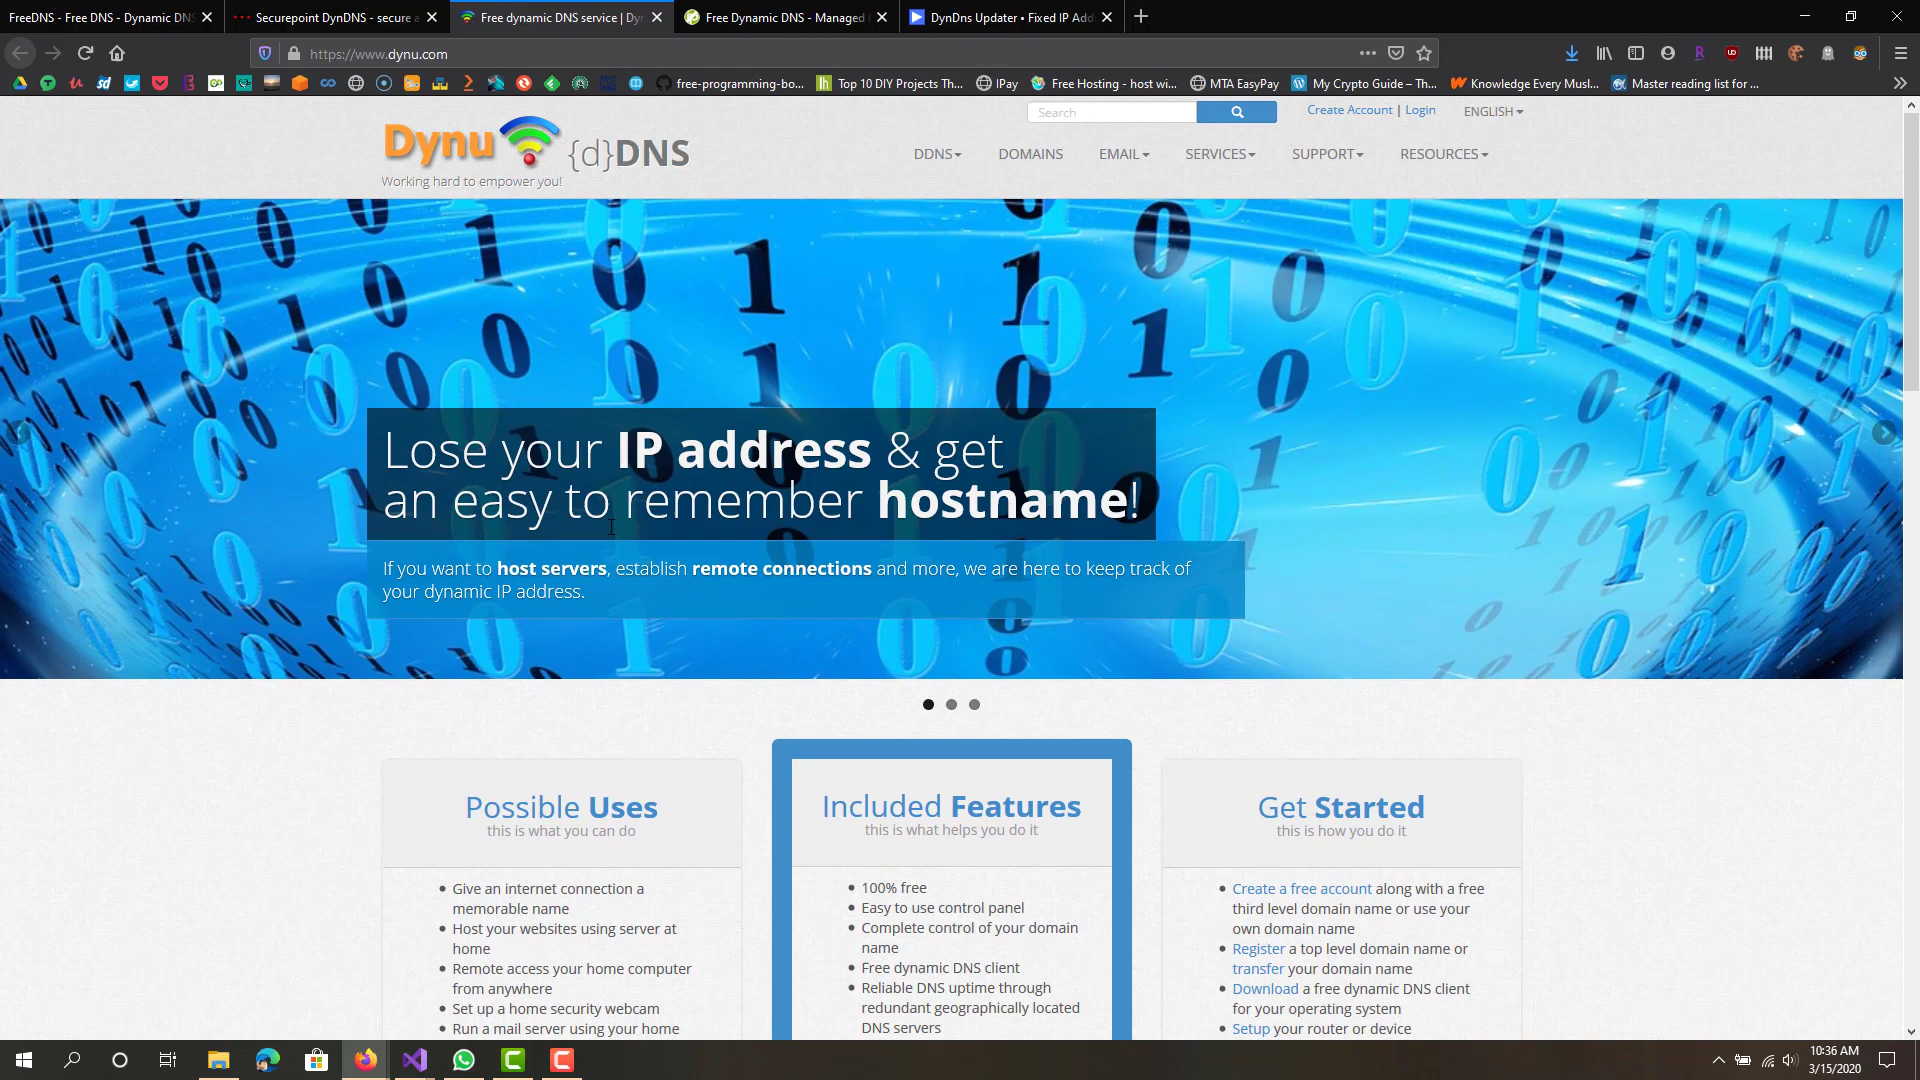 FreeDNS - Free DNS - Dynamic DNS
Securepoint DynDNS - secure a
Free dynamic DNS service | Dyn
Free Dynamic DNS - Managed
DynDns Updater • Fixed IP Add
https://www.dynu.com
free-programming-bo...
Top 10 DIY Projects Th...
IPay
Free Hosting - host wi...
MTA EasyPay
My Crypto Guide – Th...
Knowledge Every Musl...
Master reading list for ...
Search
Create Account | Login
ENGLISH
Dynu {d}DNS
Working hard to empower you!
DDNS
DOMAINS
EMAIL
SERVICES
SUPPORT
RESOURCES
Lose your IP address & get
an easy to remember hostname!
If you want to host servers, establish remote connections and more, we are here to keep track of
your dynamic IP address.
Possible Uses
this is what you can do
• Give an internet connection a
memorable name
• Host your websites using server at
home
• Remote access your home computer
from anywhere
• Set up a home security webcam
• Run a mail server using your home
Included Features
this is what helps you do it
• 100% free
• Easy to use control panel
• Complete control of your domain
name
• Free dynamic DNS client
• Reliable DNS uptime through
redundant geographically located
DNS servers
Get Started
this is how you do it
• Create a free account along with a free
third level domain name or use your
own domain name
• Register a top level domain name or
transfer your domain name
• Download a free dynamic DNS client
for your operating system
• Setup your router or device
10:36 AM
3/15/2020